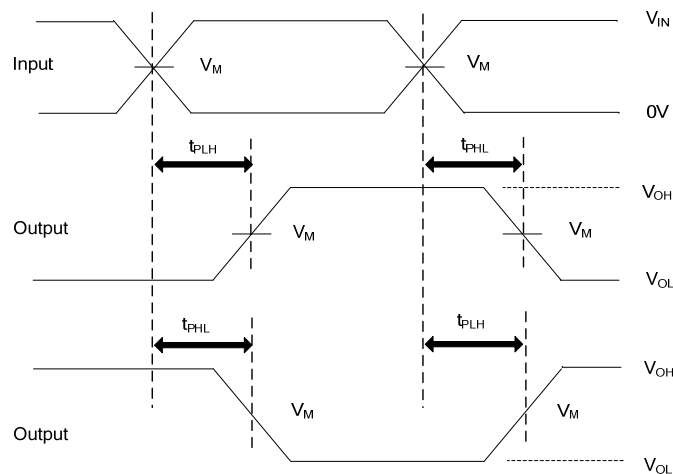 V_IN
Input V_M V_M
0V
t_PLH t_PHL
V_OH
Output V_M V_M
V_OL
t_PHL t_PLH
V_OH
V_M V_M
Output
V_OL